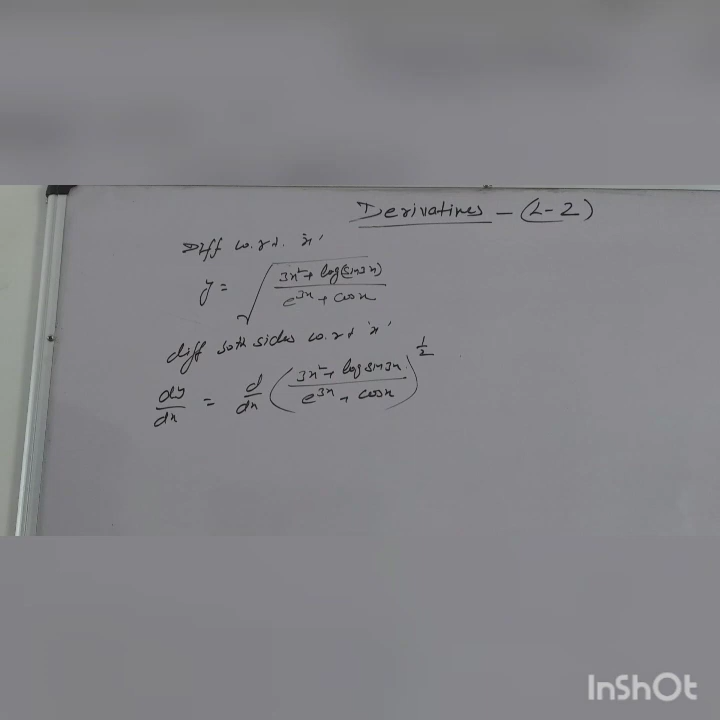 Derivatives - (L-2)
Diff w.r.t. 'x'
y = √((3x² + log(sin3x))/(e^(3x) + cosx))
diff both sides w.r.t 'x'
dy/dx = d/dx ((3x² + log sin3x)/(e^(3x) + cosx))^(1/2)
InShOt